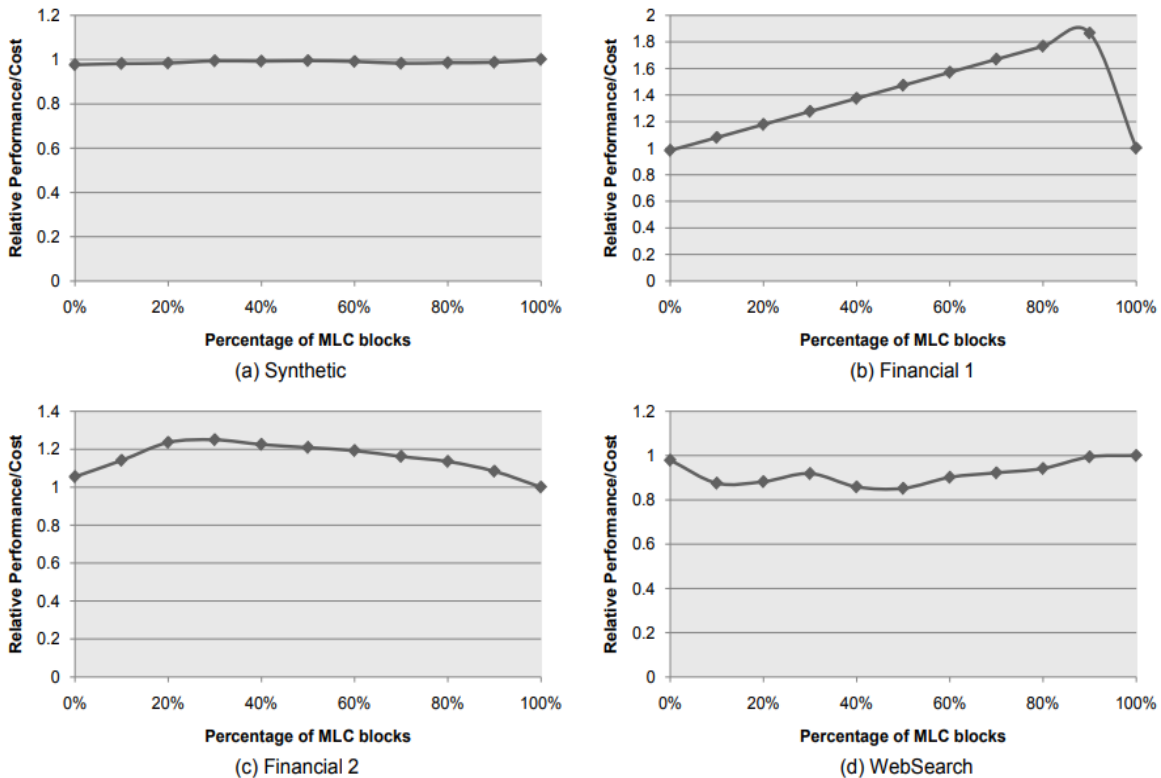 1.2
1
0.8
0.6
0.4
0.2
0
Relative Performance/Cost
0% 20% 40% 60% 80% 100%
Percentage of MLC blocks
(a) Synthetic
2
1.8
1.6
1.4
1.2
1
0.8
0.6
0.4
0.2
0
Relative Performance/Cost
0% 20% 40% 60% 80% 100%
Percentage of MLC blocks
(b) Financial 1
1.4
1.2
1
0.8
0.6
0.4
0.2
0
Relative Performance/Cost
0% 20% 40% 60% 80% 100%
Percentage of MLC blocks
(c) Financial 2
1.2
1
0.8
0.6
0.4
0.2
0
Relative Performance/Cost
0% 20% 40% 60% 80% 100%
Percentage of MLC blocks
(d) WebSearch